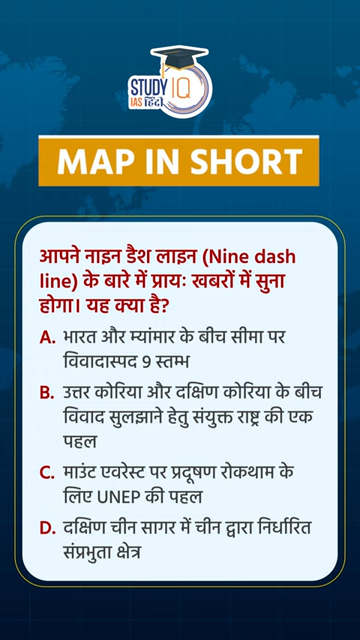 STUDY IQ
IAS हिंदी
MAP IN SHORT
आपने नाइन डैश लाइन (Nine dash
line) के बारे में प्रायः खबरों में सुना
होगा। यह क्या है?
A. भारत और म्यांमार के बीच सीमा पर
विवादास्पद 9 स्तम्भ
B. उत्तर कोरिया और दक्षिण कोरिया के बीच
विवाद सुलझाने हेतु संयुक्त राष्ट्र की एक
पहल
C. माउंट एवरेस्ट पर प्रदूषण रोकथाम के
लिए UNEP की पहल
D. दक्षिण चीन सागर में चीन द्वारा निर्धारित
संप्रभुता क्षेत्र